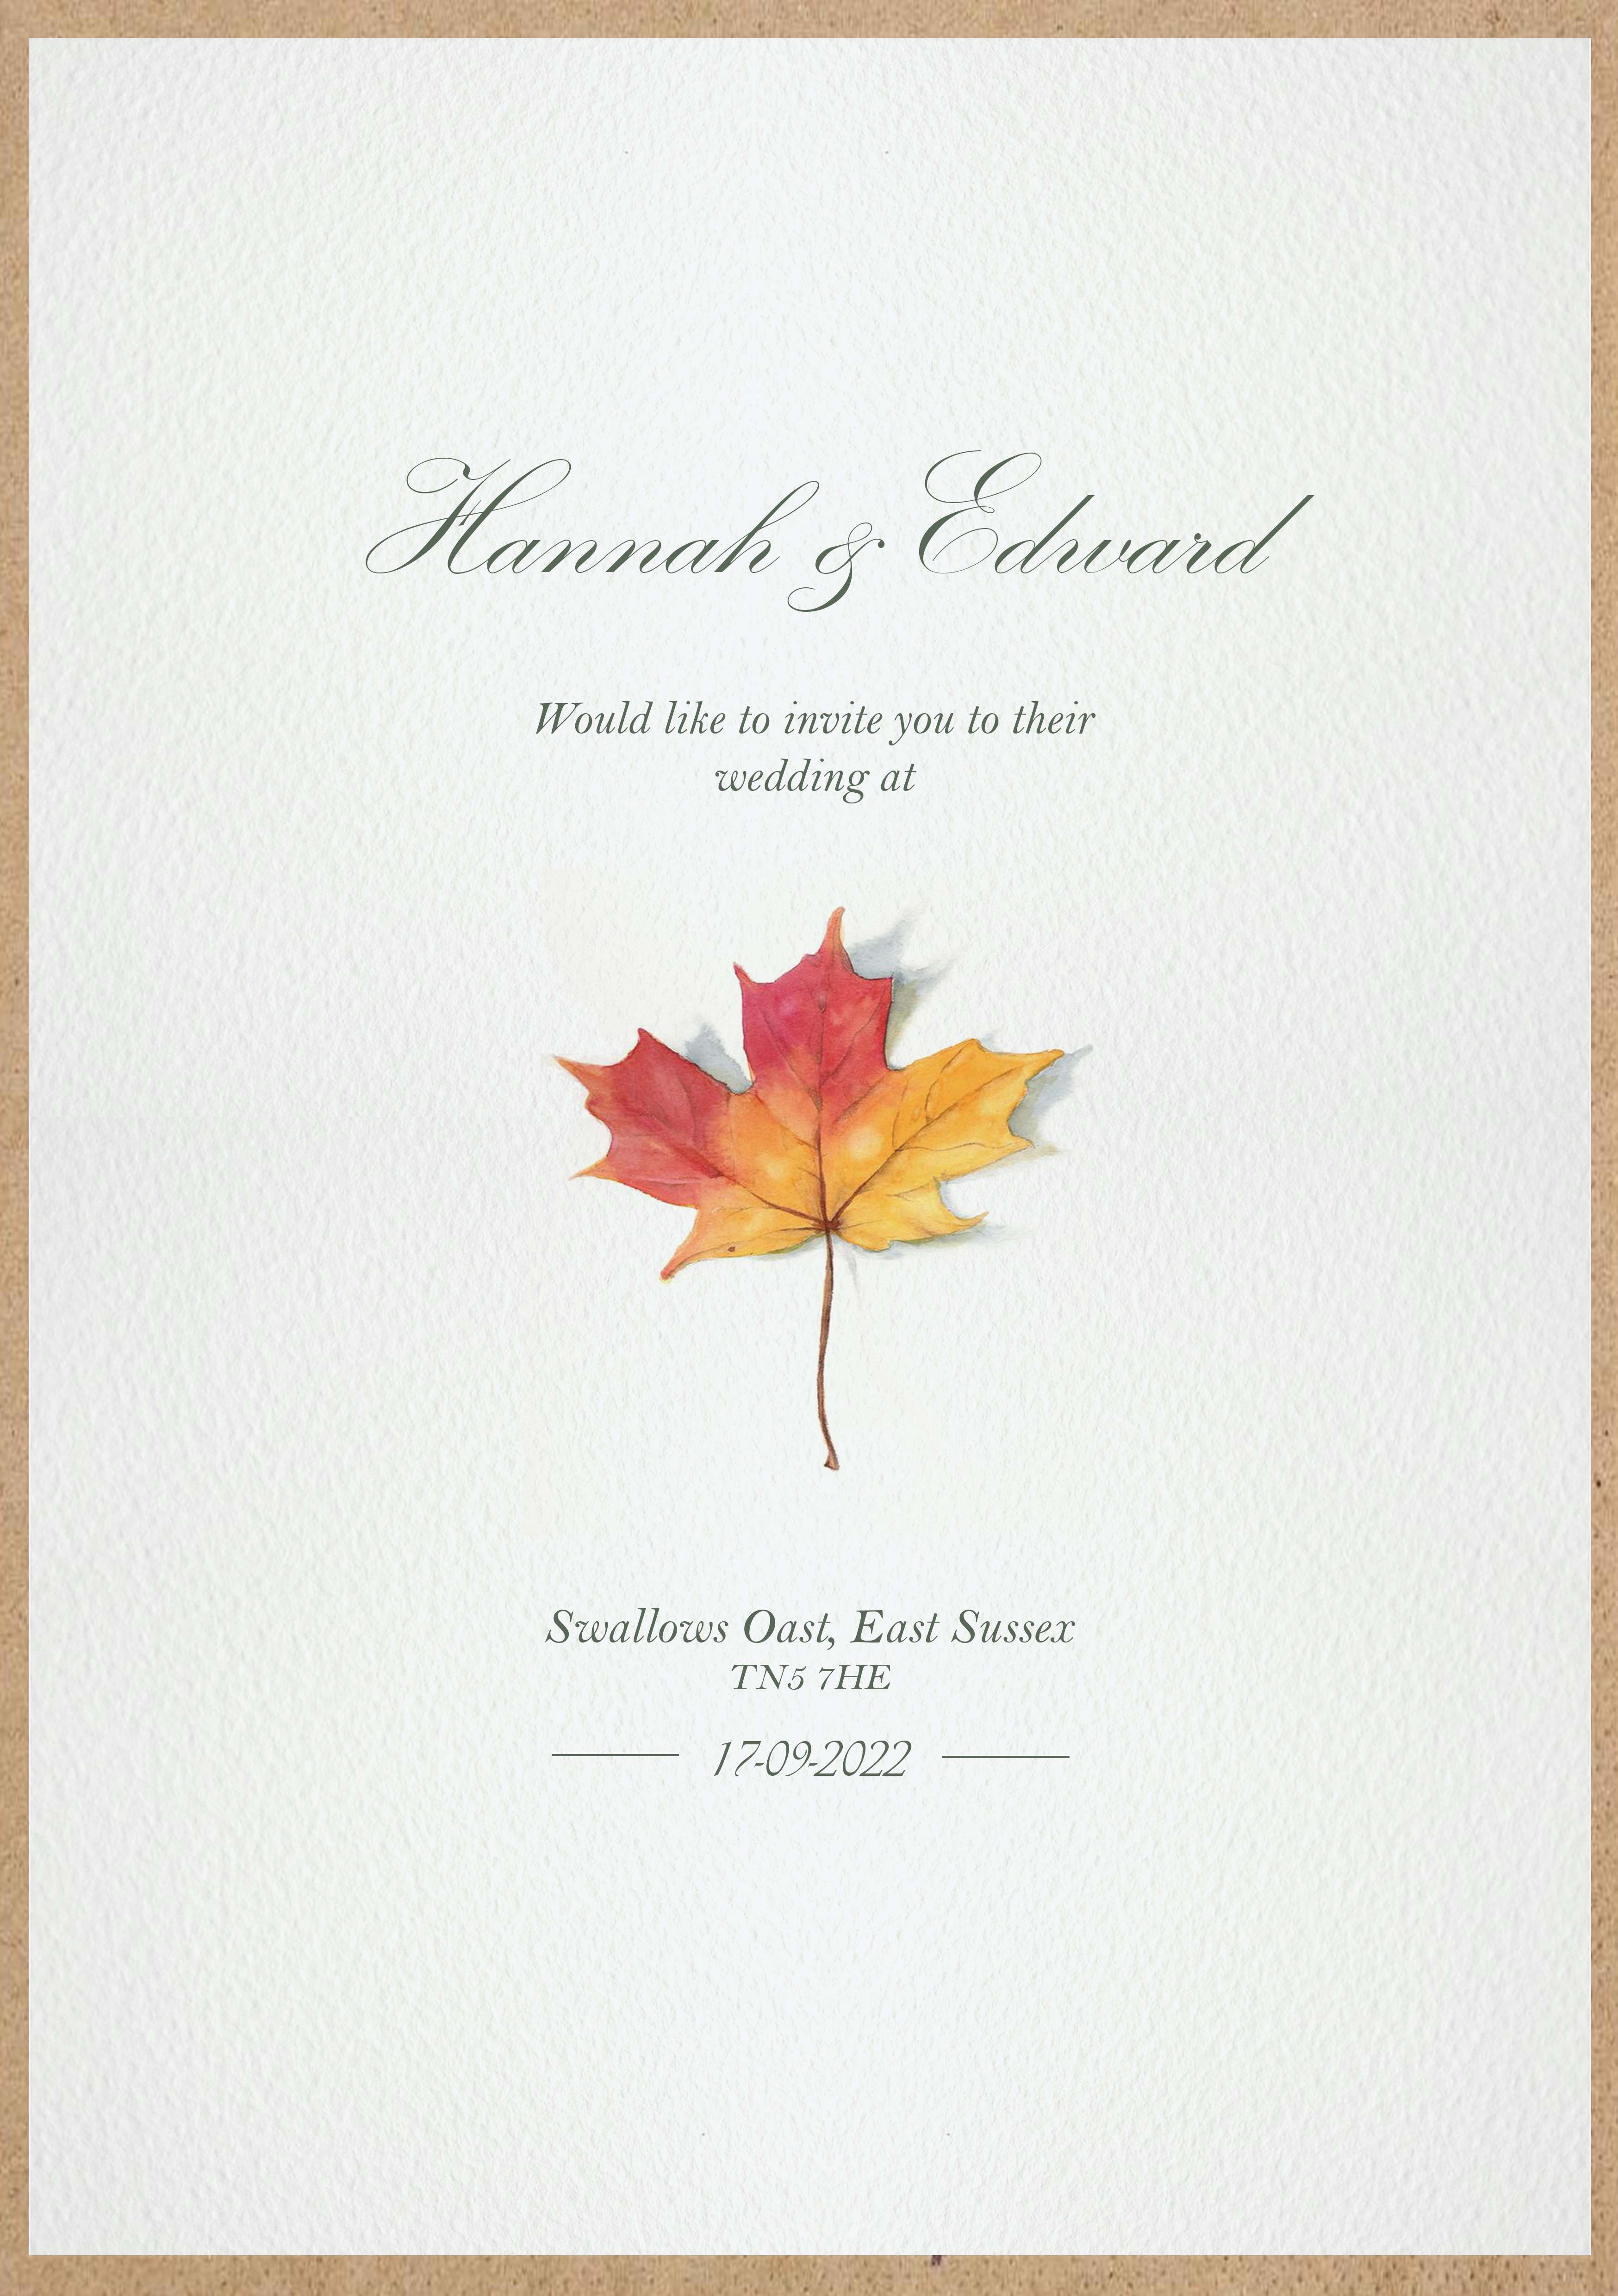 Hannah & Edward
Would like to invite you to their
wedding at
Swallows Oast, East Sussex
TN5 7HE
17-09-2022